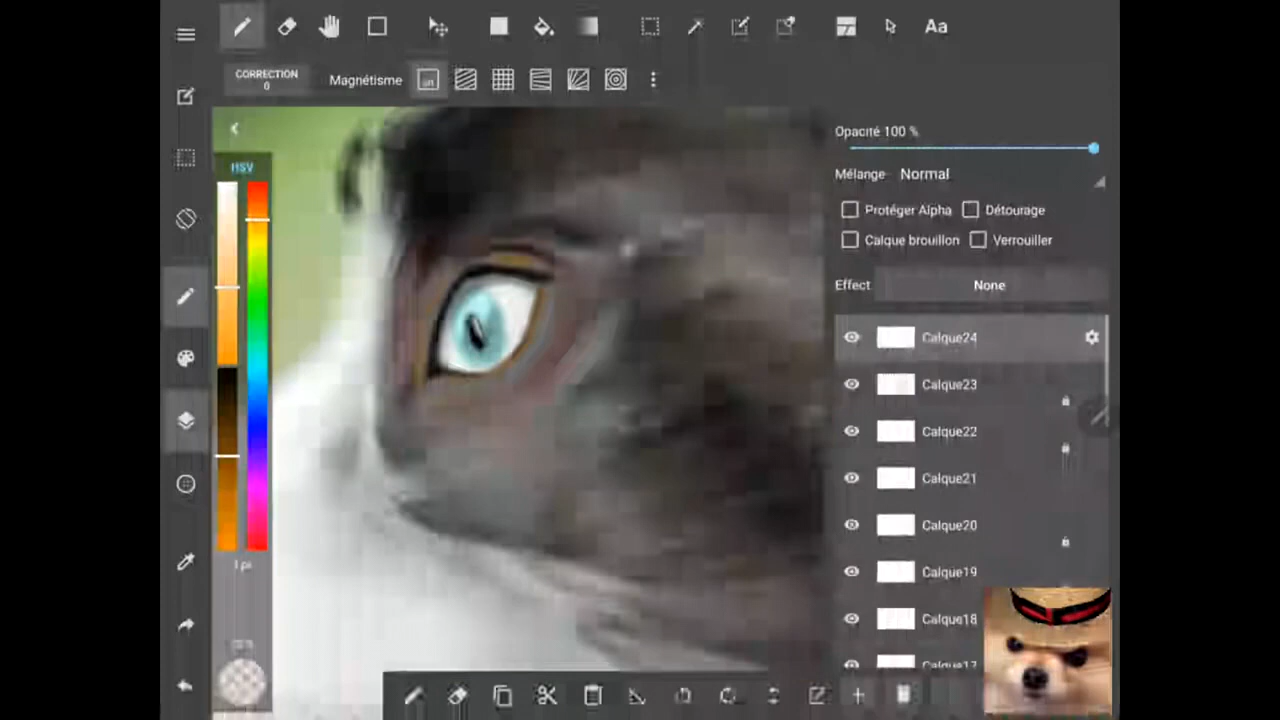 Aa
CORRECTION
0
Magnétisme
Opacité 100 %
HSV
Mélange Normal
Protéger Alpha Détourage
Calque brouillon Verrouiller
Effect None
Calque24
Calque23
Calque22
Calque21
Calque20
Calque19
Calque18
Calque17